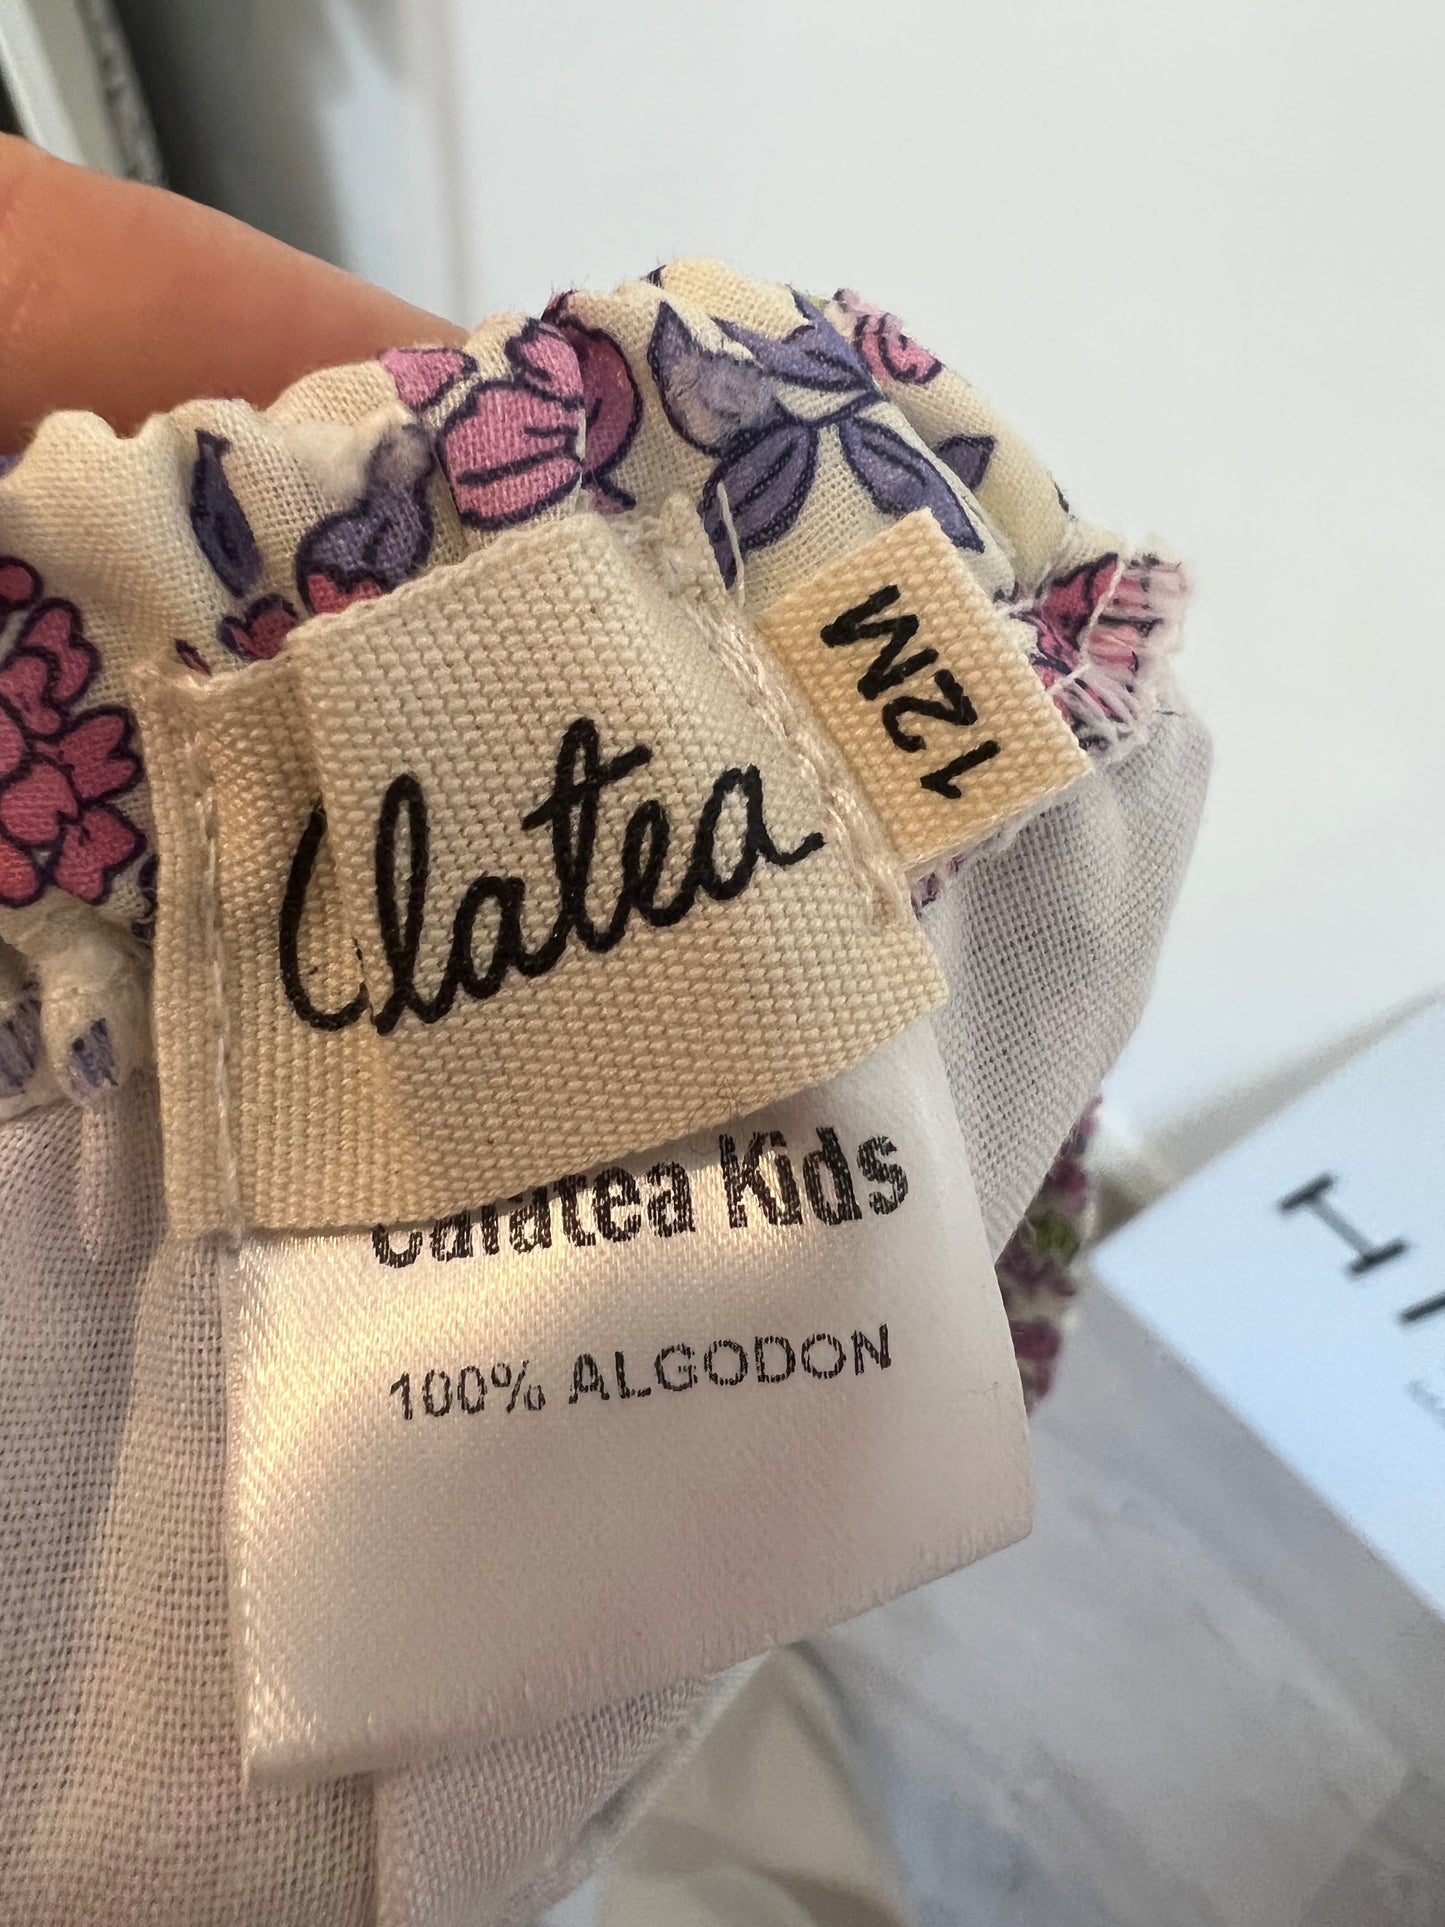 Clatea
12M
Calatea Kids
100% ALGODON